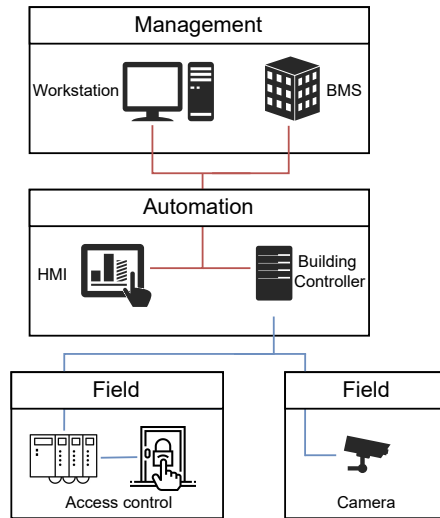 Management
Workstation
BMS
Automation
HMI
Building
Controller
Field
Field
Access control
Camera